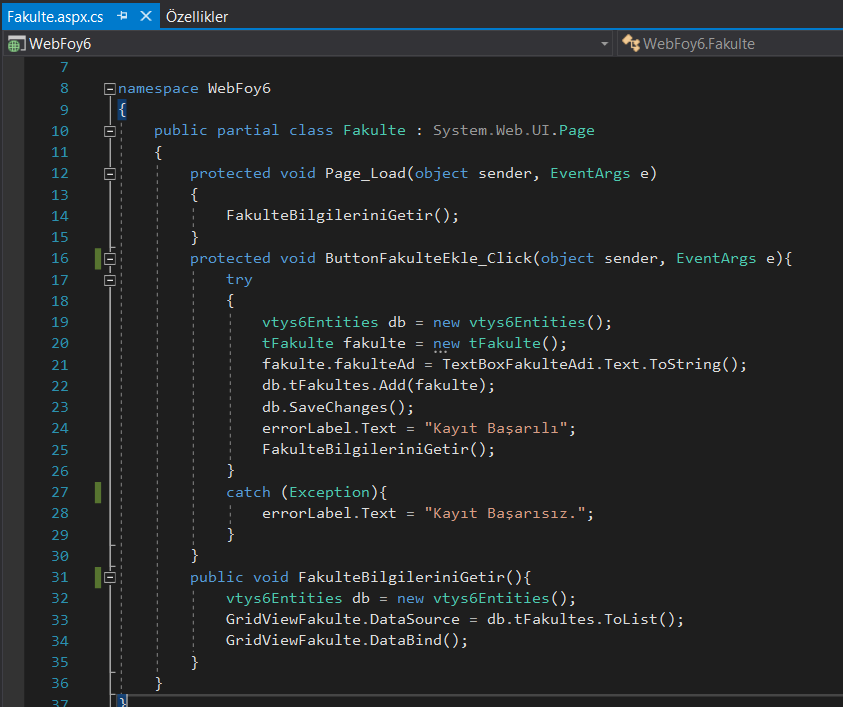 Fakulte.aspx.cs Özellikler
WebFoy6 WebFoy6.Fakulte
7
8 namespace WebFoy6
9 {
10 public partial class Fakulte : System.Web.UI.Page
11 {
12 protected void Page_Load(object sender, EventArgs e)
13 {
14 FakulteBilgileriniGetir();
15 }
16 protected void ButtonFakulteEkle_Click(object sender, EventArgs e){
17 try
18 {
19 vtys6Entities db = new vtys6Entities();
20 tFakulte fakulte = new tFakulte();
21 fakulte.fakulteAd = TextBoxFakulteAdi.Text.ToString();
22 db.tFakultes.Add(fakulte);
23 db.SaveChanges();
24 errorLabel.Text = "Kayıt Başarılı";
25 FakulteBilgileriniGetir();
26 }
27 catch (Exception){
28 errorLabel.Text = "Kayıt Başarısız.";
29 }
30 }
31 public void FakulteBilgileriniGetir(){
32 vtys6Entities db = new vtys6Entities();
33 GridViewFakulte.DataSource = db.tFakultes.ToList();
34 GridViewFakulte.DataBind();
35 }
36 }
37 }